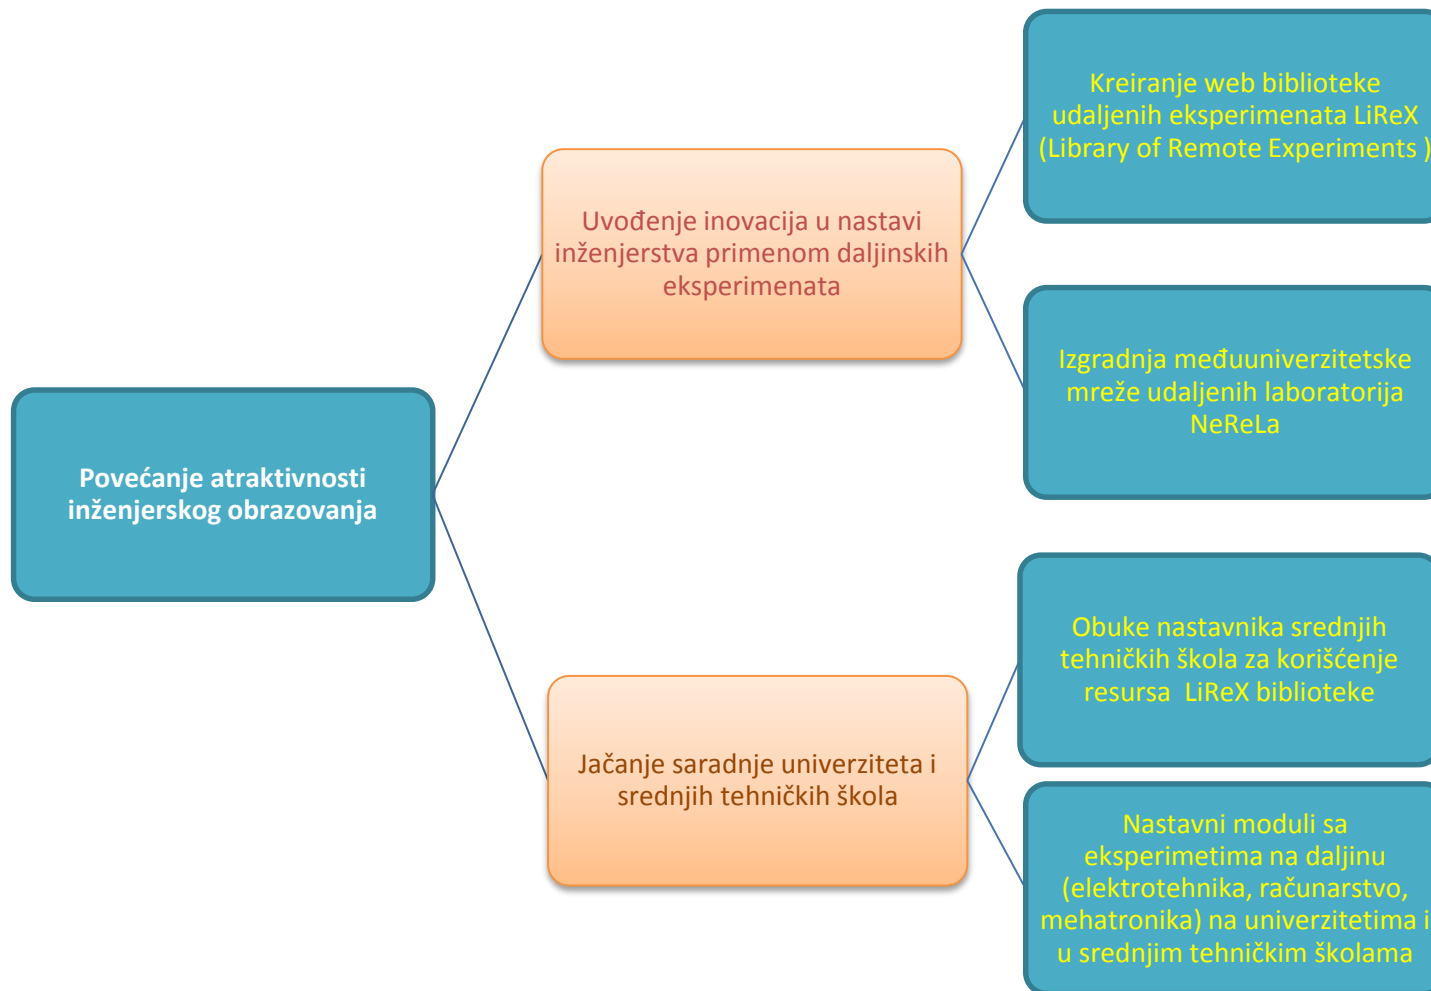 Kreiranje web biblioteke
udaljenih eksperimenata LiReX
(Library of Remote Experiments )
Uvođenje inovacija u nastavi
inženjerstva primenom daljinskih
eksperimenata
Izgradnja međuuniverzitetske
mreže udaljenih laboratorija
NeReLa
Povećanje atraktivnosti
inženjerskog obrazovanja
Obuke nastavnika srednjih
tehničkih škola za korišćenje
resursa  LiReX biblioteke
Jačanje saradnje univerziteta i
srednjih tehničkih škola
Nastavni moduli sa
eksperimetima na daljinu
(elektrotehnika, računarstvo,
mehatronika) na univerzitetima i
u srednjim tehničkim školama